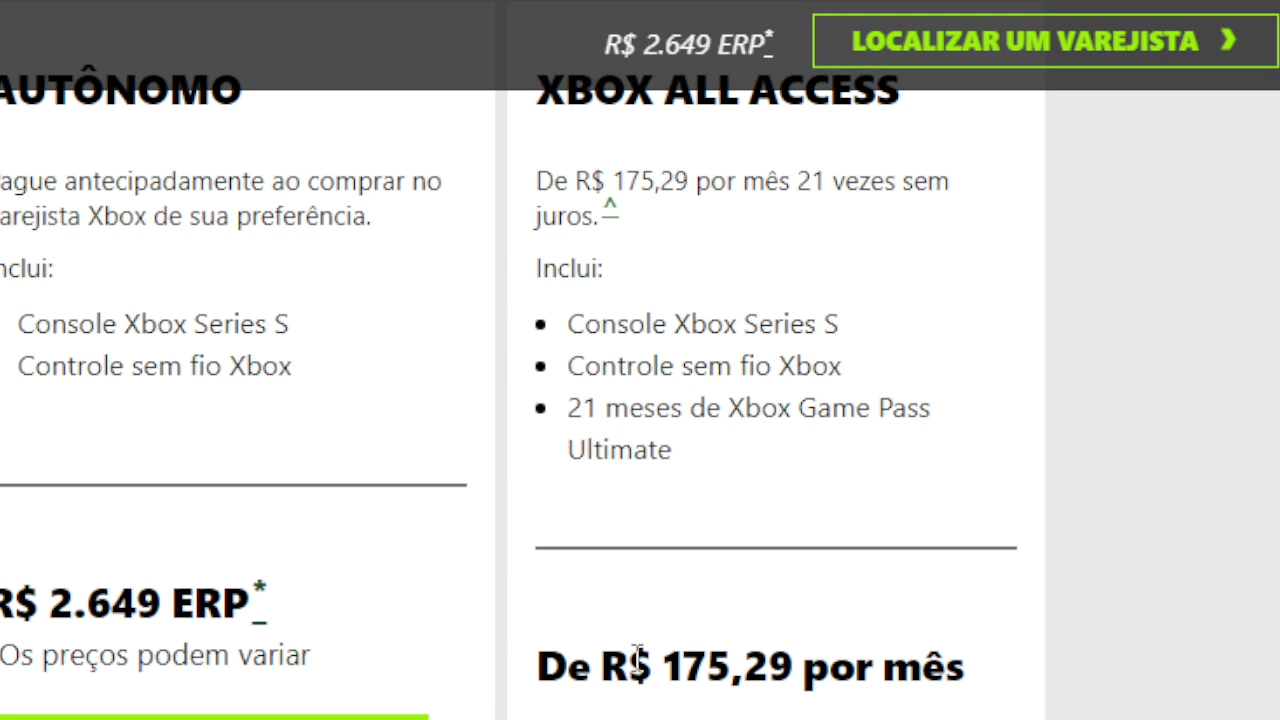 R$ 2.649 ERP*
LOCALIZAR UM VAREJISTA
AUTÔNOMO
ague antecipadamente ao comprar no
arejista Xbox de sua preferência.
nclui:
Console Xbox Series S
Controle sem fio Xbox
R$ 2.649 ERP*
Os preços podem variar
XBOX ALL ACCESS
De R$ 175,29 por mês 21 vezes sem
juros.^
Inclui:
• Console Xbox Series S
• Controle sem fio Xbox
• 21 meses de Xbox Game Pass
Ultimate
De R$ 175,29 por mês